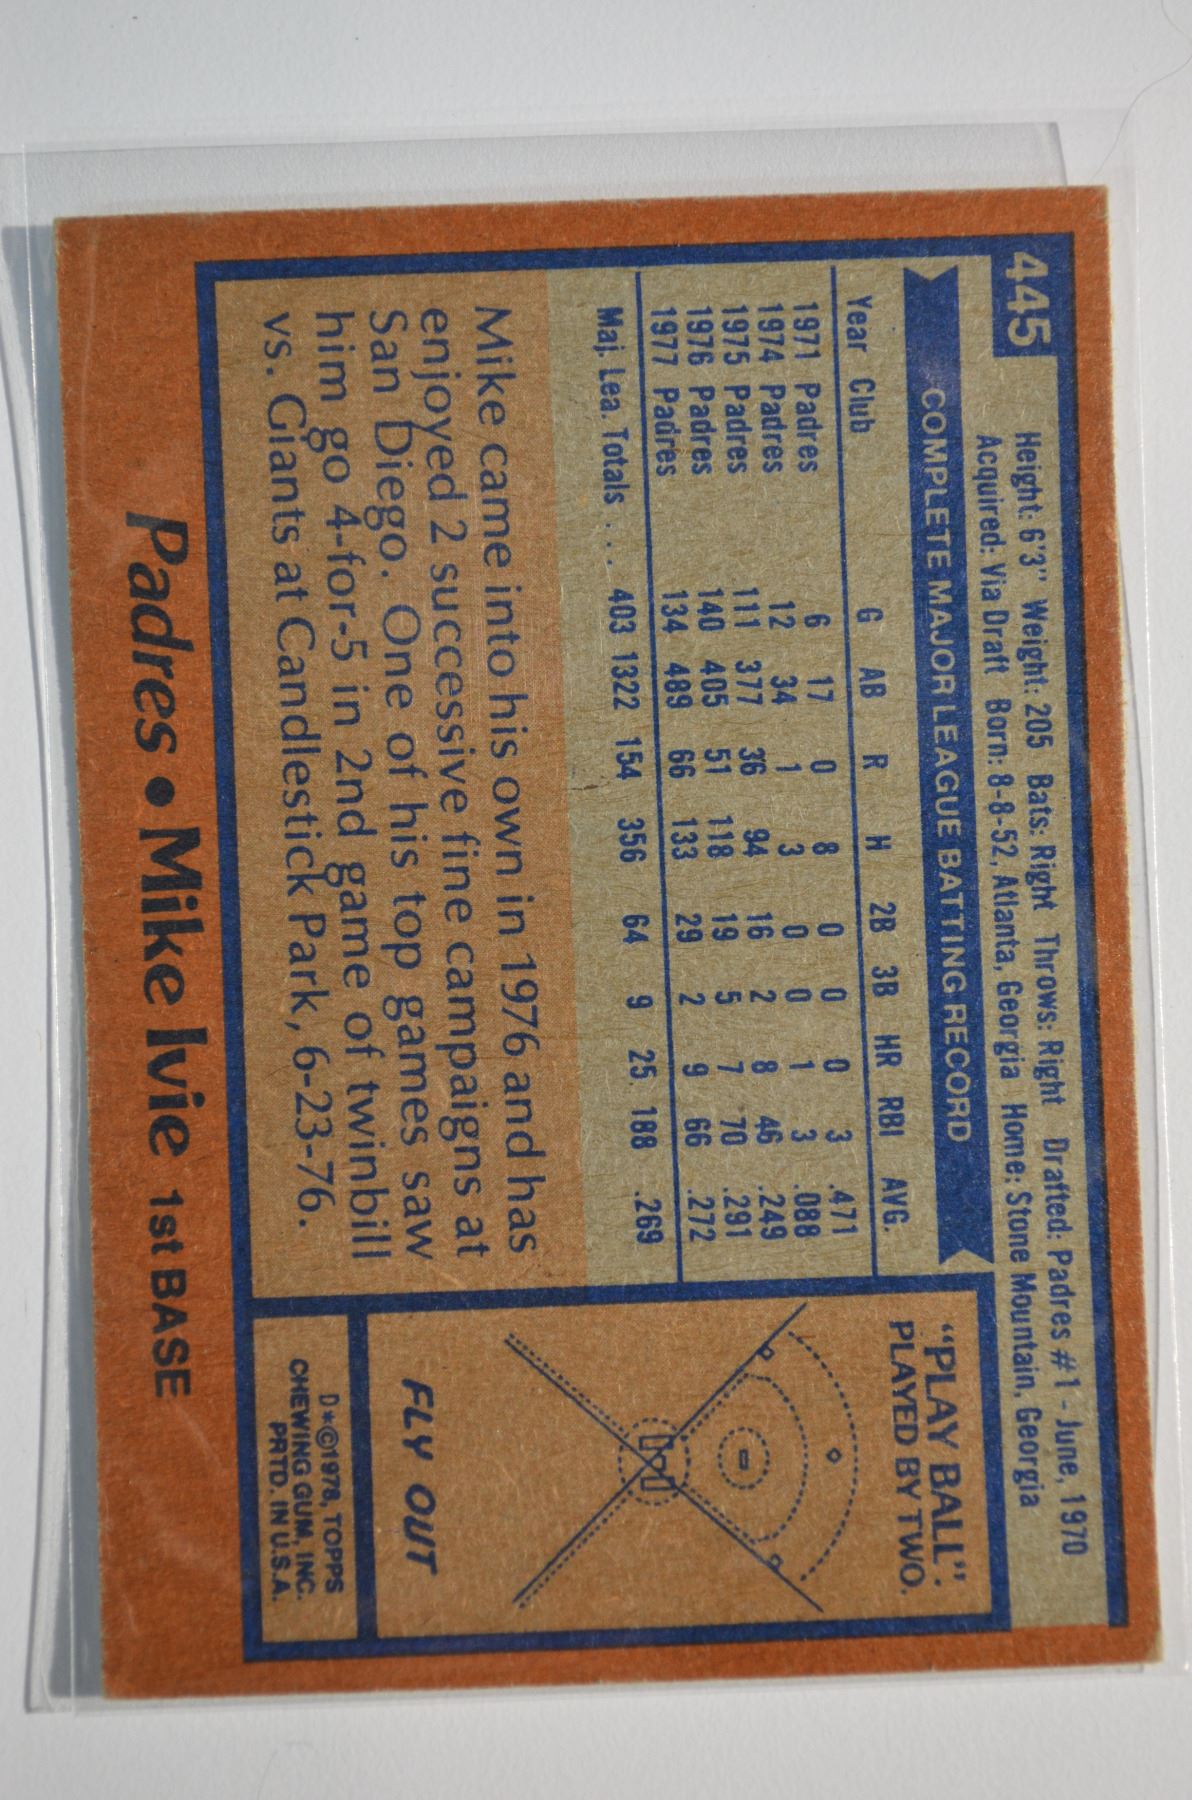 445
Height: 6'3" Weight: 205 Bats: Right Throws: Right Drafted: Padres #1 - June, 1970
Acquired: Via Draft Born: 8-8-52, Atlanta, Georgia Home: Stone Mountain, Georgia
COMPLETE MAJOR LEAGUE BATTING RECORD
Year Club G AB R H 2B 3B HR RBI AVG.
1971 Padres 6 17 0 8 0 0 0 3 .471
1974 Padres 12 34 1 3 0 0 1 3 .088
1975 Padres 111 377 36 94 16 2 8 46 .249
1976 Padres 140 405 51 118 19 5 7 70 .291
1977 Padres 134 489 66 133 29 2 9 66 .272
Maj. Lea. Totals . . . 403 1322 154 356 64 9 25 188 .269
Mike came into his own in 1976 and has
enjoyed 2 successive fine campaigns at
San Diego. One of his top games saw
him go 4-for-5 in 2nd game of twinbill
vs. Giants at Candlestick Park, 6-23-76.
"PLAY BALL":
PLAYED BY TWO.
FLY OUT
D*©1978, TOPPS
CHEWING GUM, INC.
PRTD. IN U.S.A.
Padres • Mike Ivie 1st BASE